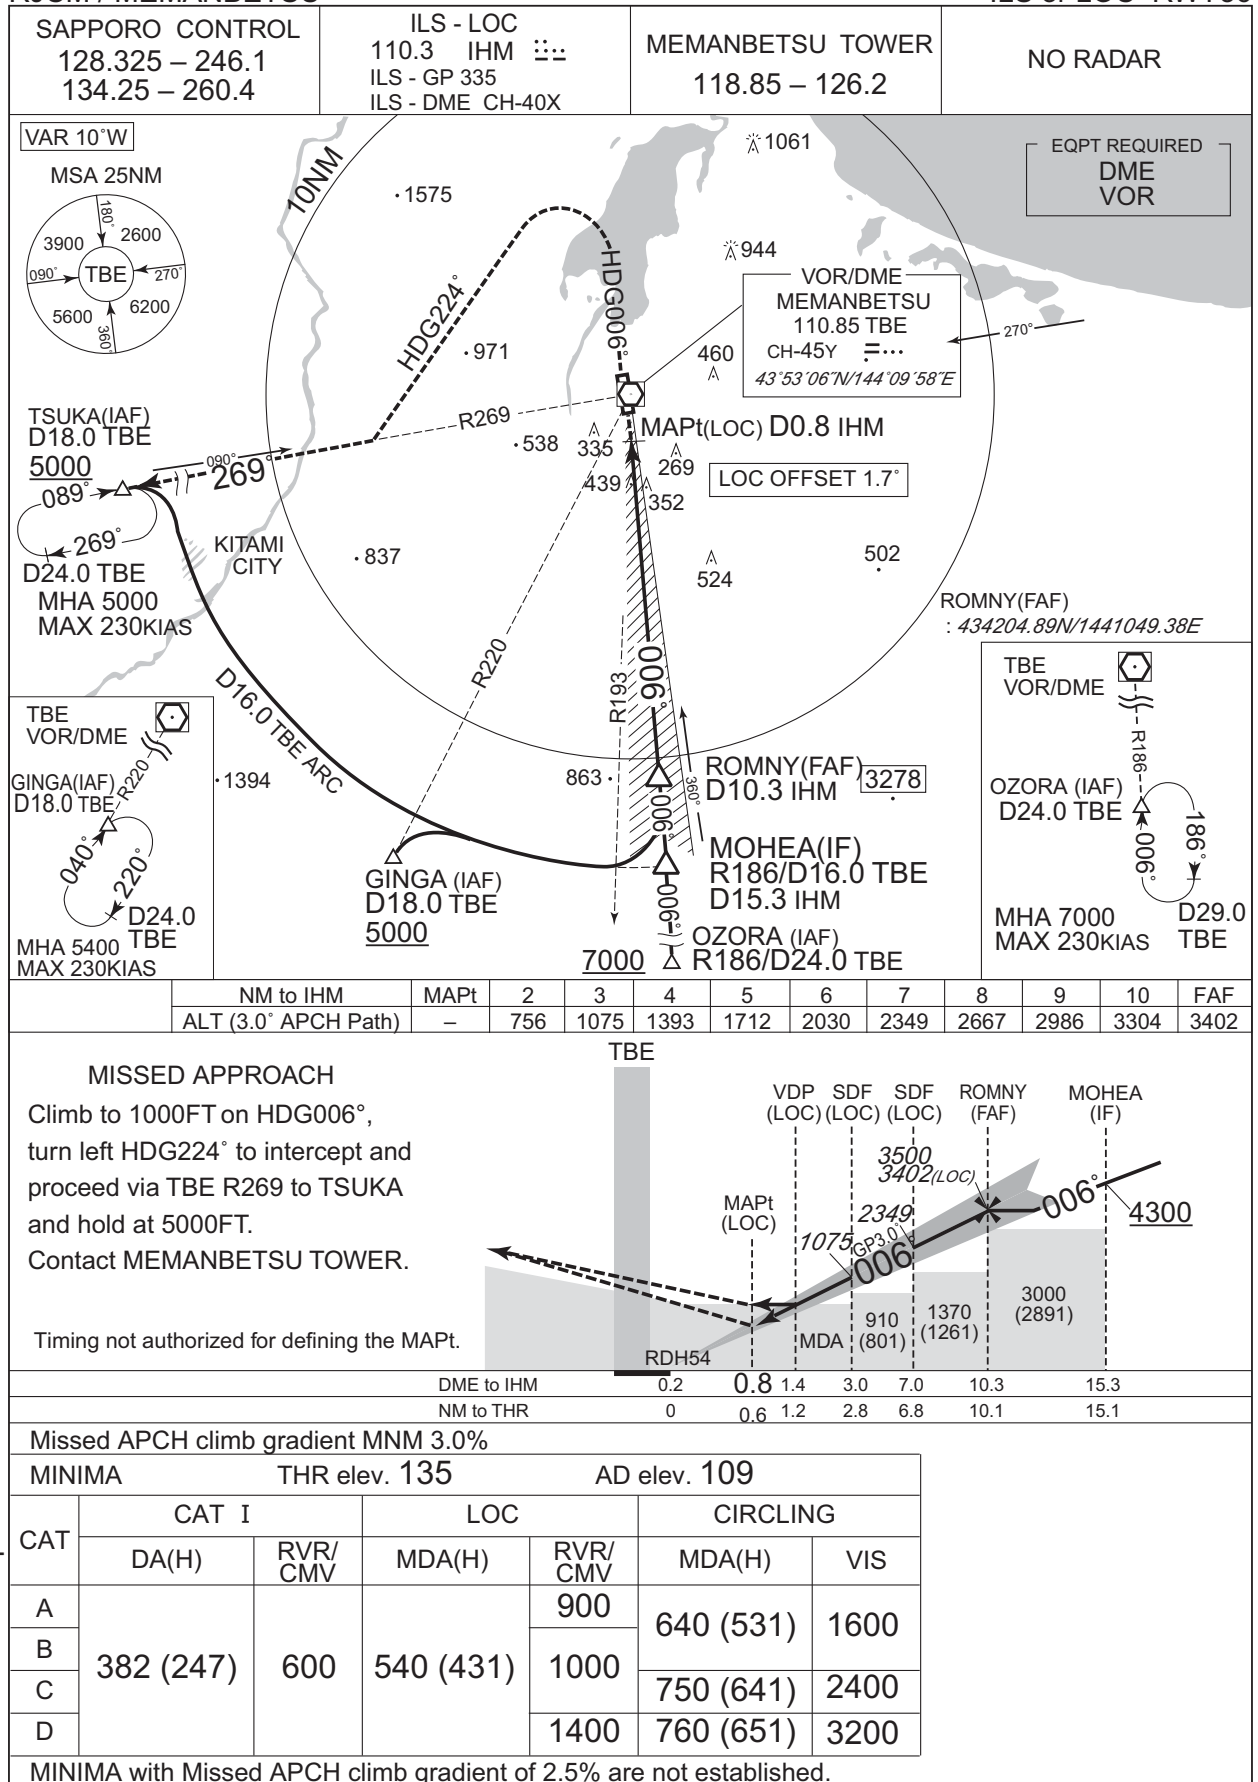 SAPPORO CONTROL
128.325 – 246.1
134.25 – 260.4
ILS - LOC
110.3 IHM
ILS - GP 335
ILS - DME CH-40X
MEMANBETSU TOWER
118.85 – 126.2
NO RADAR
VAR 10°W
MSA 25NM
180°
3900
2600
090°
TBE
270°
5600
6200
360°
10NM
1575
1061
EQPT REQUIRED
DME
VOR
944
HDG006°
HDG224°
VOR/DME
MEMANBETSU
110.85 TBE
CH-45Y
43°53´06˝N/144°09´58˝E
270°
971
460
TSUKA(IAF)
D18.0 TBE
5000
089°
269°
D24.0 TBE
MHA 5000
MAX 230KIAS
090°
269°
R269
538
335
MAPt(LOC) D0.8 IHM
269
439
352
LOC OFFSET 1.7°
KITAMI
CITY
837
524
502
ROMNY(FAF)
: 434204.89N/1441049.38E
R220
R193
006°
D16.0 TBE ARC
TBE
VOR/DME
R220
GINGA(IAF)
D18.0 TBE
040°
220°
D24.0
TBE
MHA 5400
MAX 230KIAS
1394
863
360°
ROMNY(FAF)
D10.3 IHM
3278
006°
MOHEA(IF)
R186/D16.0 TBE
D15.3 IHM
GINGA (IAF)
D18.0 TBE
5000
006°
7000
OZORA (IAF)
R186/D24.0 TBE
TBE
VOR/DME
R186
OZORA (IAF)
D24.0 TBE
006°
186°
MHA 7000
MAX 230KIAS
D29.0
TBE
NM to IHM MAPt 2 3 4 5 6 7 8 9 10 FAF
ALT (3.0° APCH Path) – 756 1075 1393 1712 2030 2349 2667 2986 3304 3402
MISSED APPROACH
Climb to 1000FT on HDG006°,
turn left HDG224° to intercept and
proceed via TBE R269 to TSUKA
and hold at 5000FT.
Contact MEMANBETSU TOWER.
Timing not authorized for defining the MAPt.
TBE
VDP
(LOC)
SDF
(LOC)
SDF
(LOC)
ROMNY
(FAF)
MOHEA
(IF)
3500
3402(LOC)
MAPt
(LOC)
2349
1075
GP3.0°
006°
006°
4300
MDA
910
(801)
1370
(1261)
3000
(2891)
RDH54
DME to IHM 0.2 0.8 1.4 3.0 7.0 10.3 15.3
NM to THR 0 0.6 1.2 2.8 6.8 10.1 15.1
Missed APCH climb gradient MNM 3.0%
MINIMA THR elev. 135 AD elev. 109
CAT CAT I LOC CIRCLING
DA(H) RVR/CMV MDA(H) RVR/CMV MDA(H) VIS
A 382 (247) 600 540 (431) 900 640 (531) 1600
B 1000
C 750 (641) 2400
D 1400 760 (651) 3200
MINIMA with Missed APCH climb gradient of 2.5% are not established.